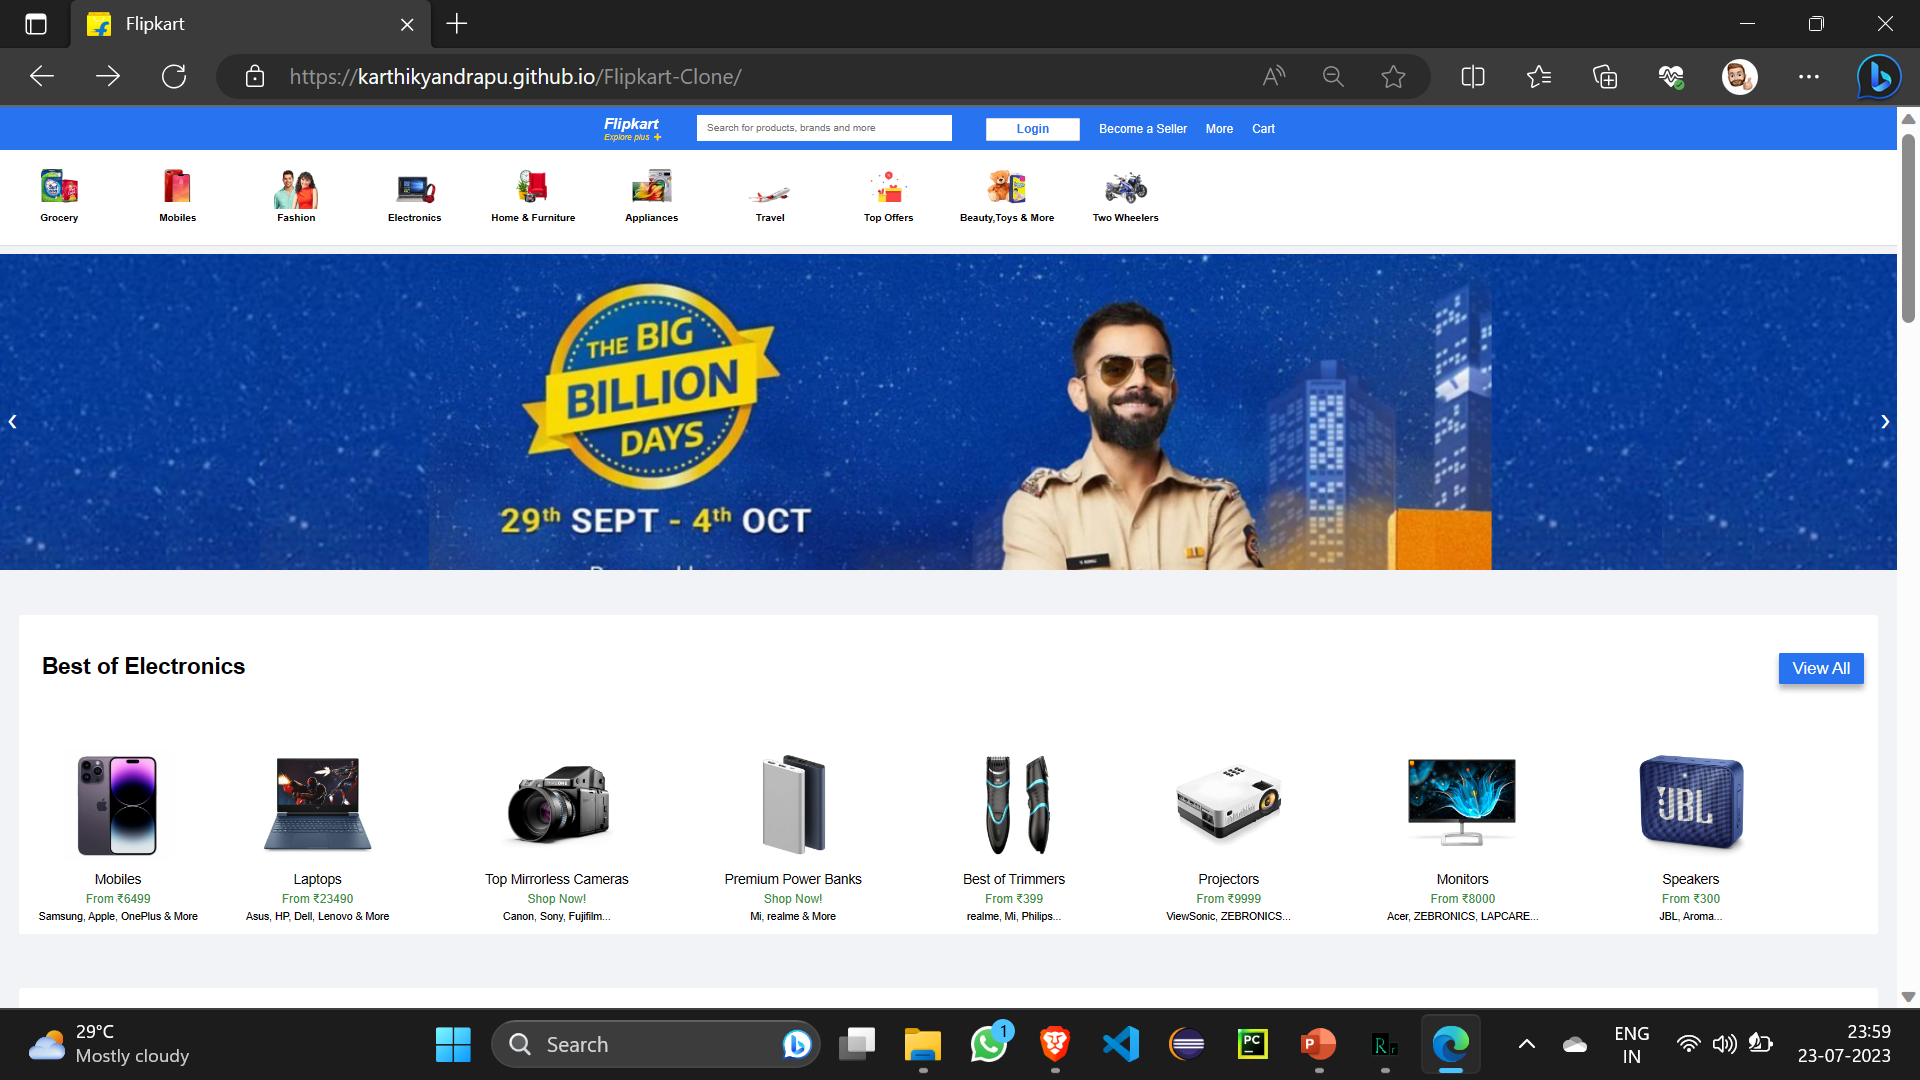 Flipkart
https://karthikyandrapu.github.io/Flipkart-Clone/
Flipkart
Explore plus
Search for products, brands and more
Login
Become a Seller
More
Cart
Grocery
Mobiles
Fashion
Electronics
Home & Furniture
Appliances
Travel
Top Offers
Beauty,Toys & More
Two Wheelers
THE BIG
BILLION
DAYS
29th SEPT - 4th OCT
Best of Electronics
View All
JBL
Mobiles
From ₹6499
Samsung, Apple, OnePlus & More
Laptops
From ₹23490
Asus, HP, Dell, Lenovo & More
Top Mirrorless Cameras
Shop Now!
Canon, Sony, Fujifilm...
Premium Power Banks
Shop Now!
Mi, realme & More
Best of Trimmers
From ₹399
realme, Mi, Philips...
Projectors
From ₹9999
ViewSonic, ZEBRONICS...
Monitors
From ₹8000
Acer, ZEBRONICS, LAPCARE...
Speakers
From ₹300
JBL, Aroma...
29°C
Mostly cloudy
Search
1
PC
P
Rr
ENG
IN
23:59
23-07-2023